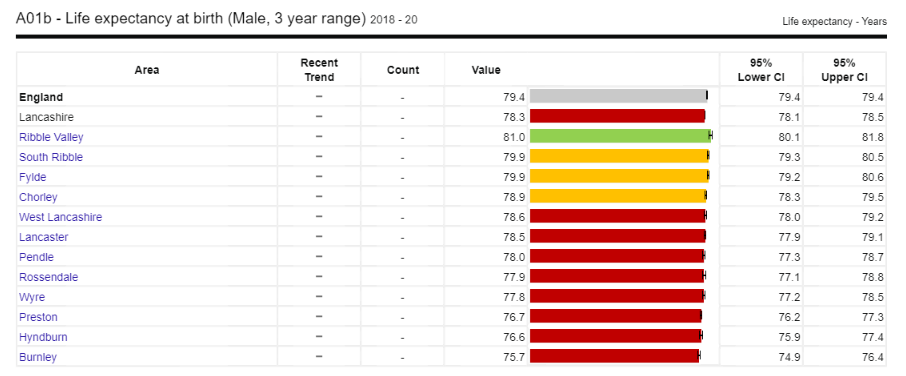 A01b - Life expectancy at birth (Male, 3 year range) 2018 - 20
Life expectancy - Years
Area Recent Trend Count Value 95% Lower CI 95% Upper CI
England – - 79.4 79.4 79.4
Lancashire – - 78.3 78.1 78.5
Ribble Valley – - 81.0 80.1 81.8
South Ribble – - 79.9 79.3 80.5
Fylde – - 79.9 79.2 80.6
Chorley – - 78.9 78.3 79.5
West Lancashire – - 78.6 78.0 79.2
Lancaster – - 78.5 77.9 79.1
Pendle – - 78.0 77.3 78.7
Rossendale – - 77.9 77.1 78.8
Wyre – - 77.8 77.2 78.5
Preston – - 76.7 76.2 77.3
Hyndburn – - 76.6 75.9 77.4
Burnley – - 75.7 74.9 76.4